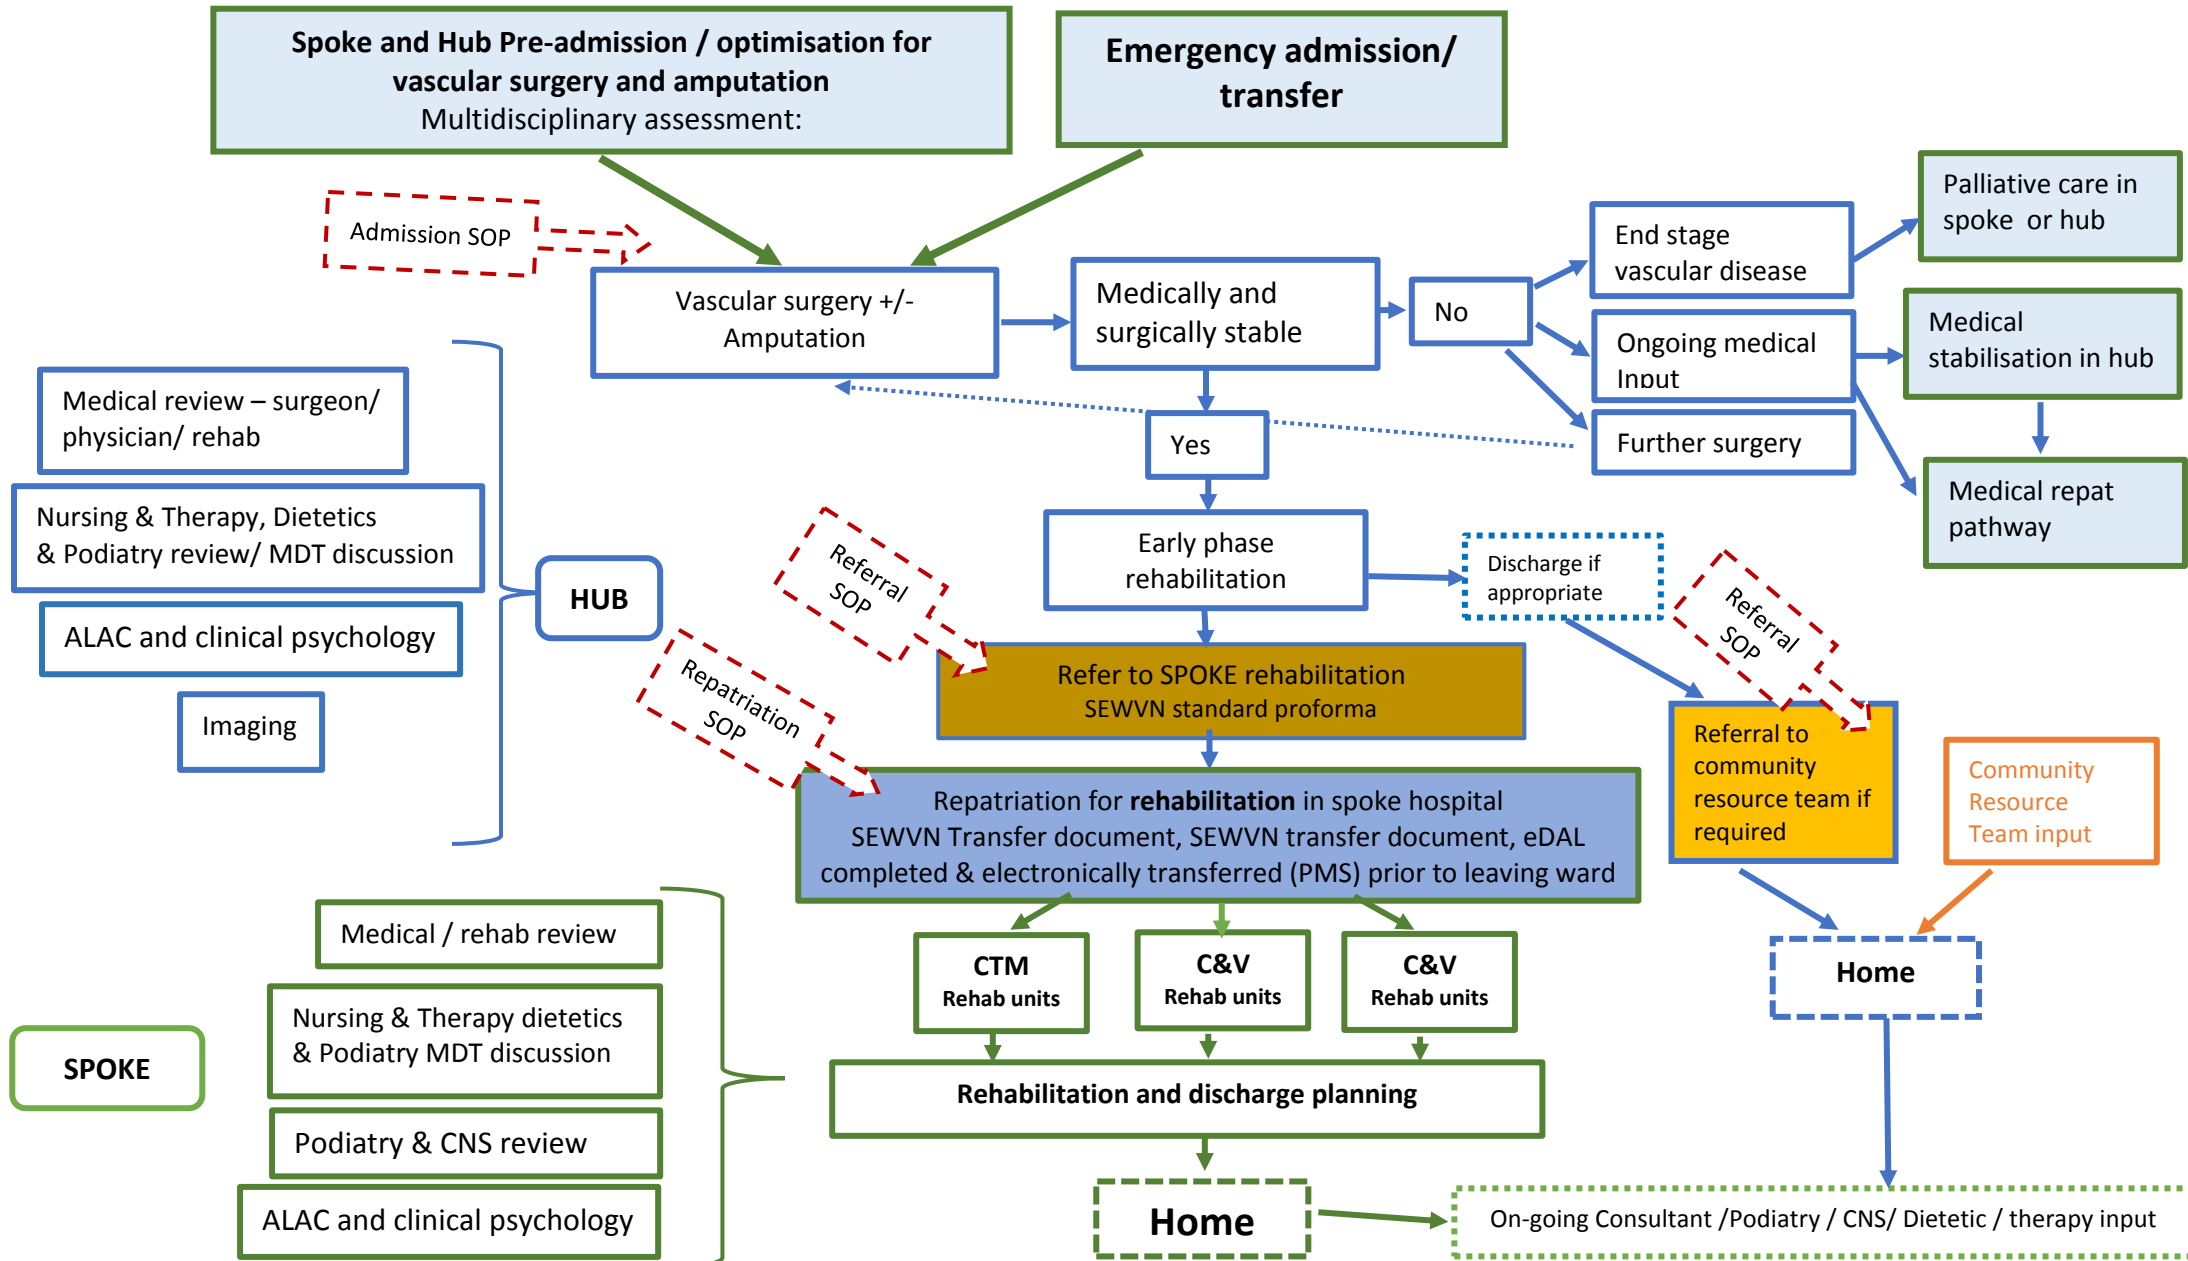 Spoke and Hub Pre-admission / optimisation for
vascular surgery and amputation
Multidisciplinary assessment:
Emergency admission/
transfer
Admission SOP
Vascular surgery +/-
Amputation
Medically and
surgically stable
No
End stage
vascular disease
Palliative care in
spoke or hub
Ongoing medical
Input
Medical
stabilisation in hub
Further surgery
Medical repat
pathway
Yes
Medical review – surgeon/
physician/ rehab
Nursing & Therapy, Dietetics
& Podiatry review/ MDT discussion
ALAC and clinical psychology
Imaging
HUB
Early phase
rehabilitation
Discharge if
appropriate
Referral
SOP
Referral
SOP
Repatriation
SOP
Refer to SPOKE rehabilitation
SEWVN standard proforma
Referral to
community
resource team if
required
Community
Resource
Team input
Repatriation for rehabilitation in spoke hospital
SEWVN Transfer document, SEWVN transfer document, eDAL
completed & electronically transferred (PMS) prior to leaving ward
CTM
Rehab units
C&V
Rehab units
C&V
Rehab units
Home
Medical / rehab review
Nursing & Therapy dietetics
& Podiatry MDT discussion
Podiatry & CNS review
ALAC and clinical psychology
SPOKE
Rehabilitation and discharge planning
Home
On-going Consultant /Podiatry / CNS/ Dietetic / therapy input